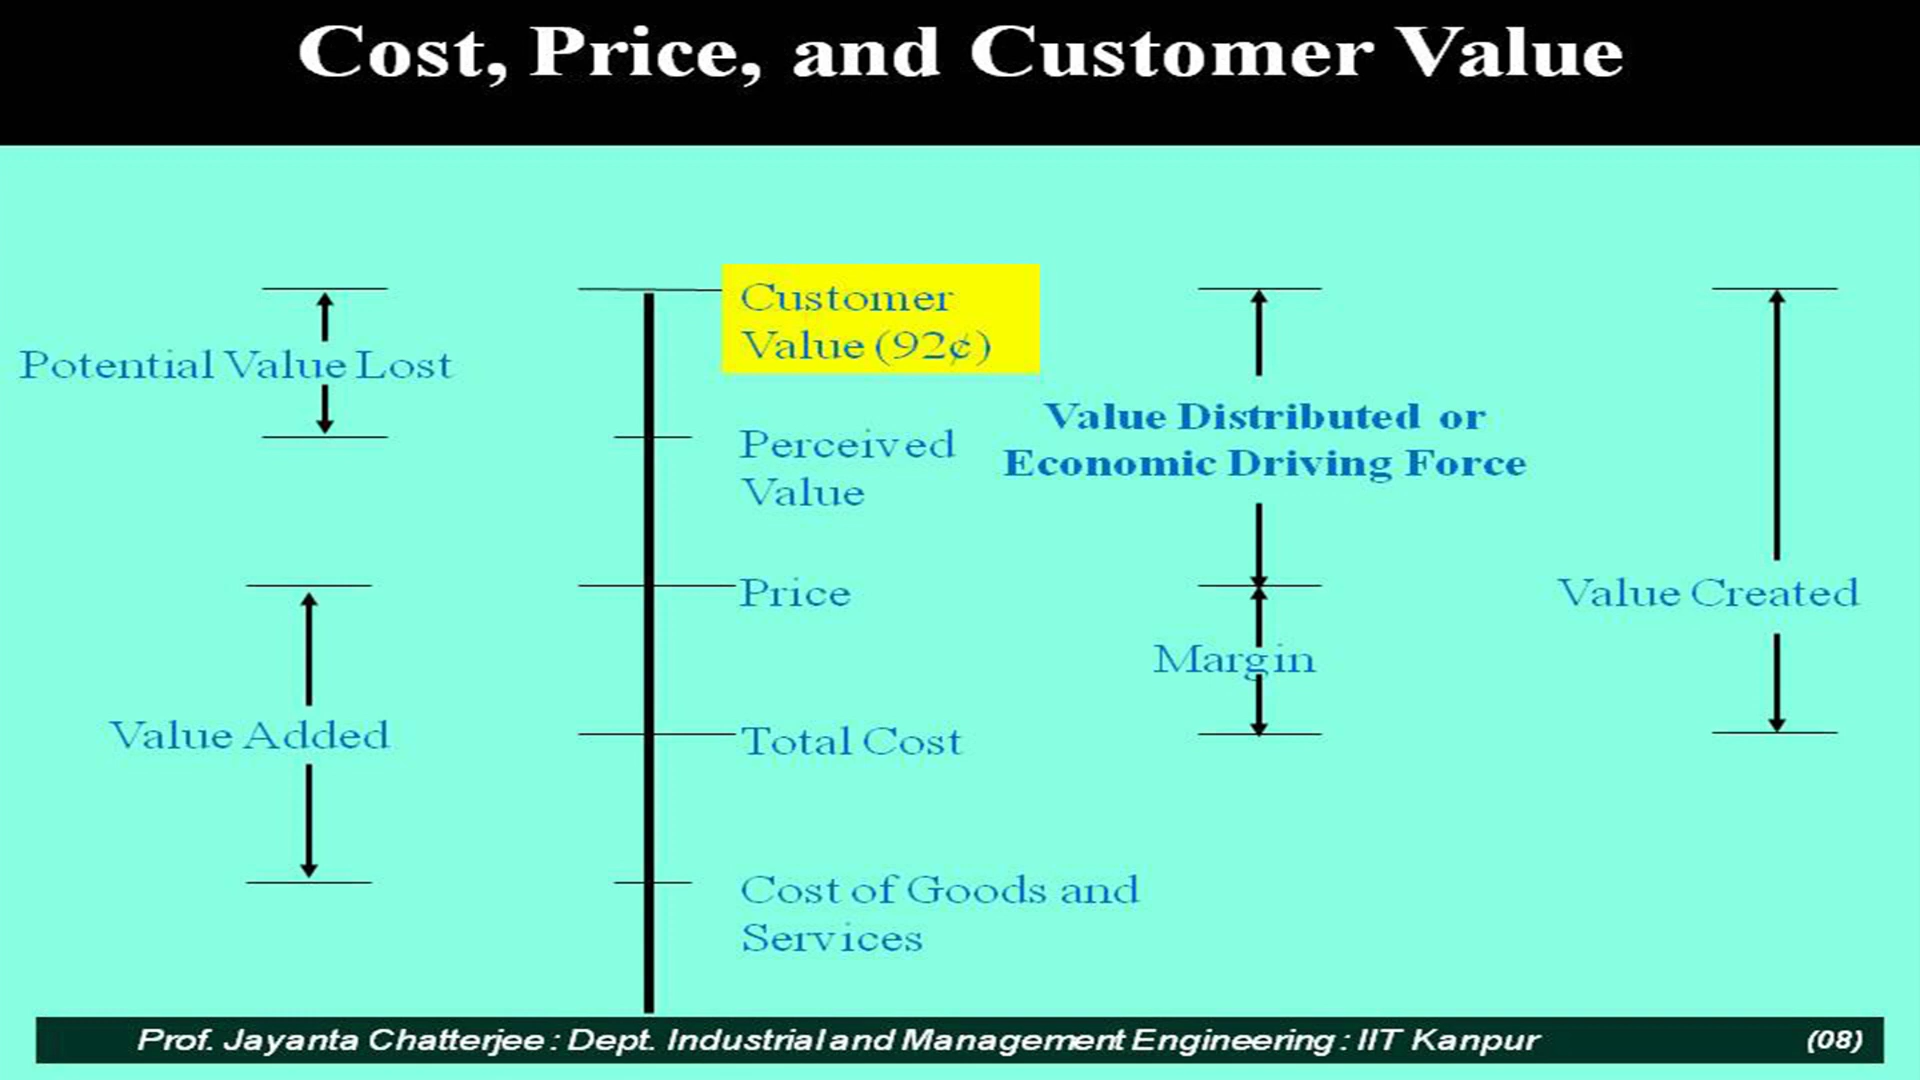 Cost, Price, and Customer Value
Customer
Value (92¢)
Potential Value Lost
Value Distributed or
Economic Driving Force
Perceived
Value
Price
Value Created
Margin
Value Added
Total Cost
Cost of Goods and
Services
Prof. Jayanta Chatterjee : Dept. Industrial and Management Engineering : IIT Kanpur
(08)